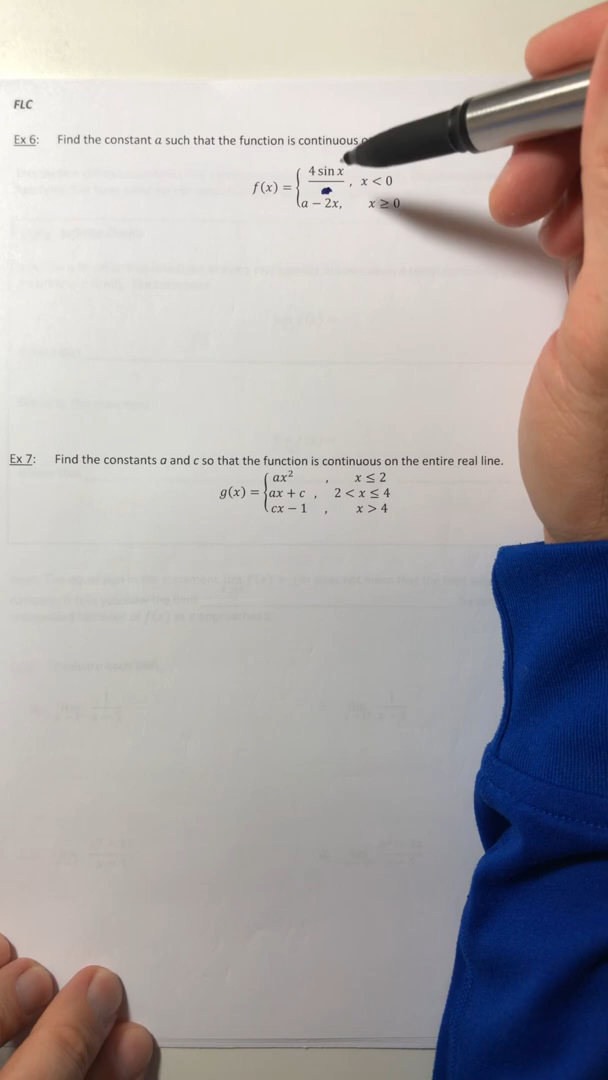 FLC
Ex 6: Find the constant a such that the function is continuous
f(x) = { 4 sin x / , x < 0
a − 2x, x ≥ 0
Ex 7: Find the constants a and c so that the function is continuous on the entire real line.
g(x) = { ax² , x ≤ 2
ax + c , 2 < x ≤ 4
cx − 1 , x > 4